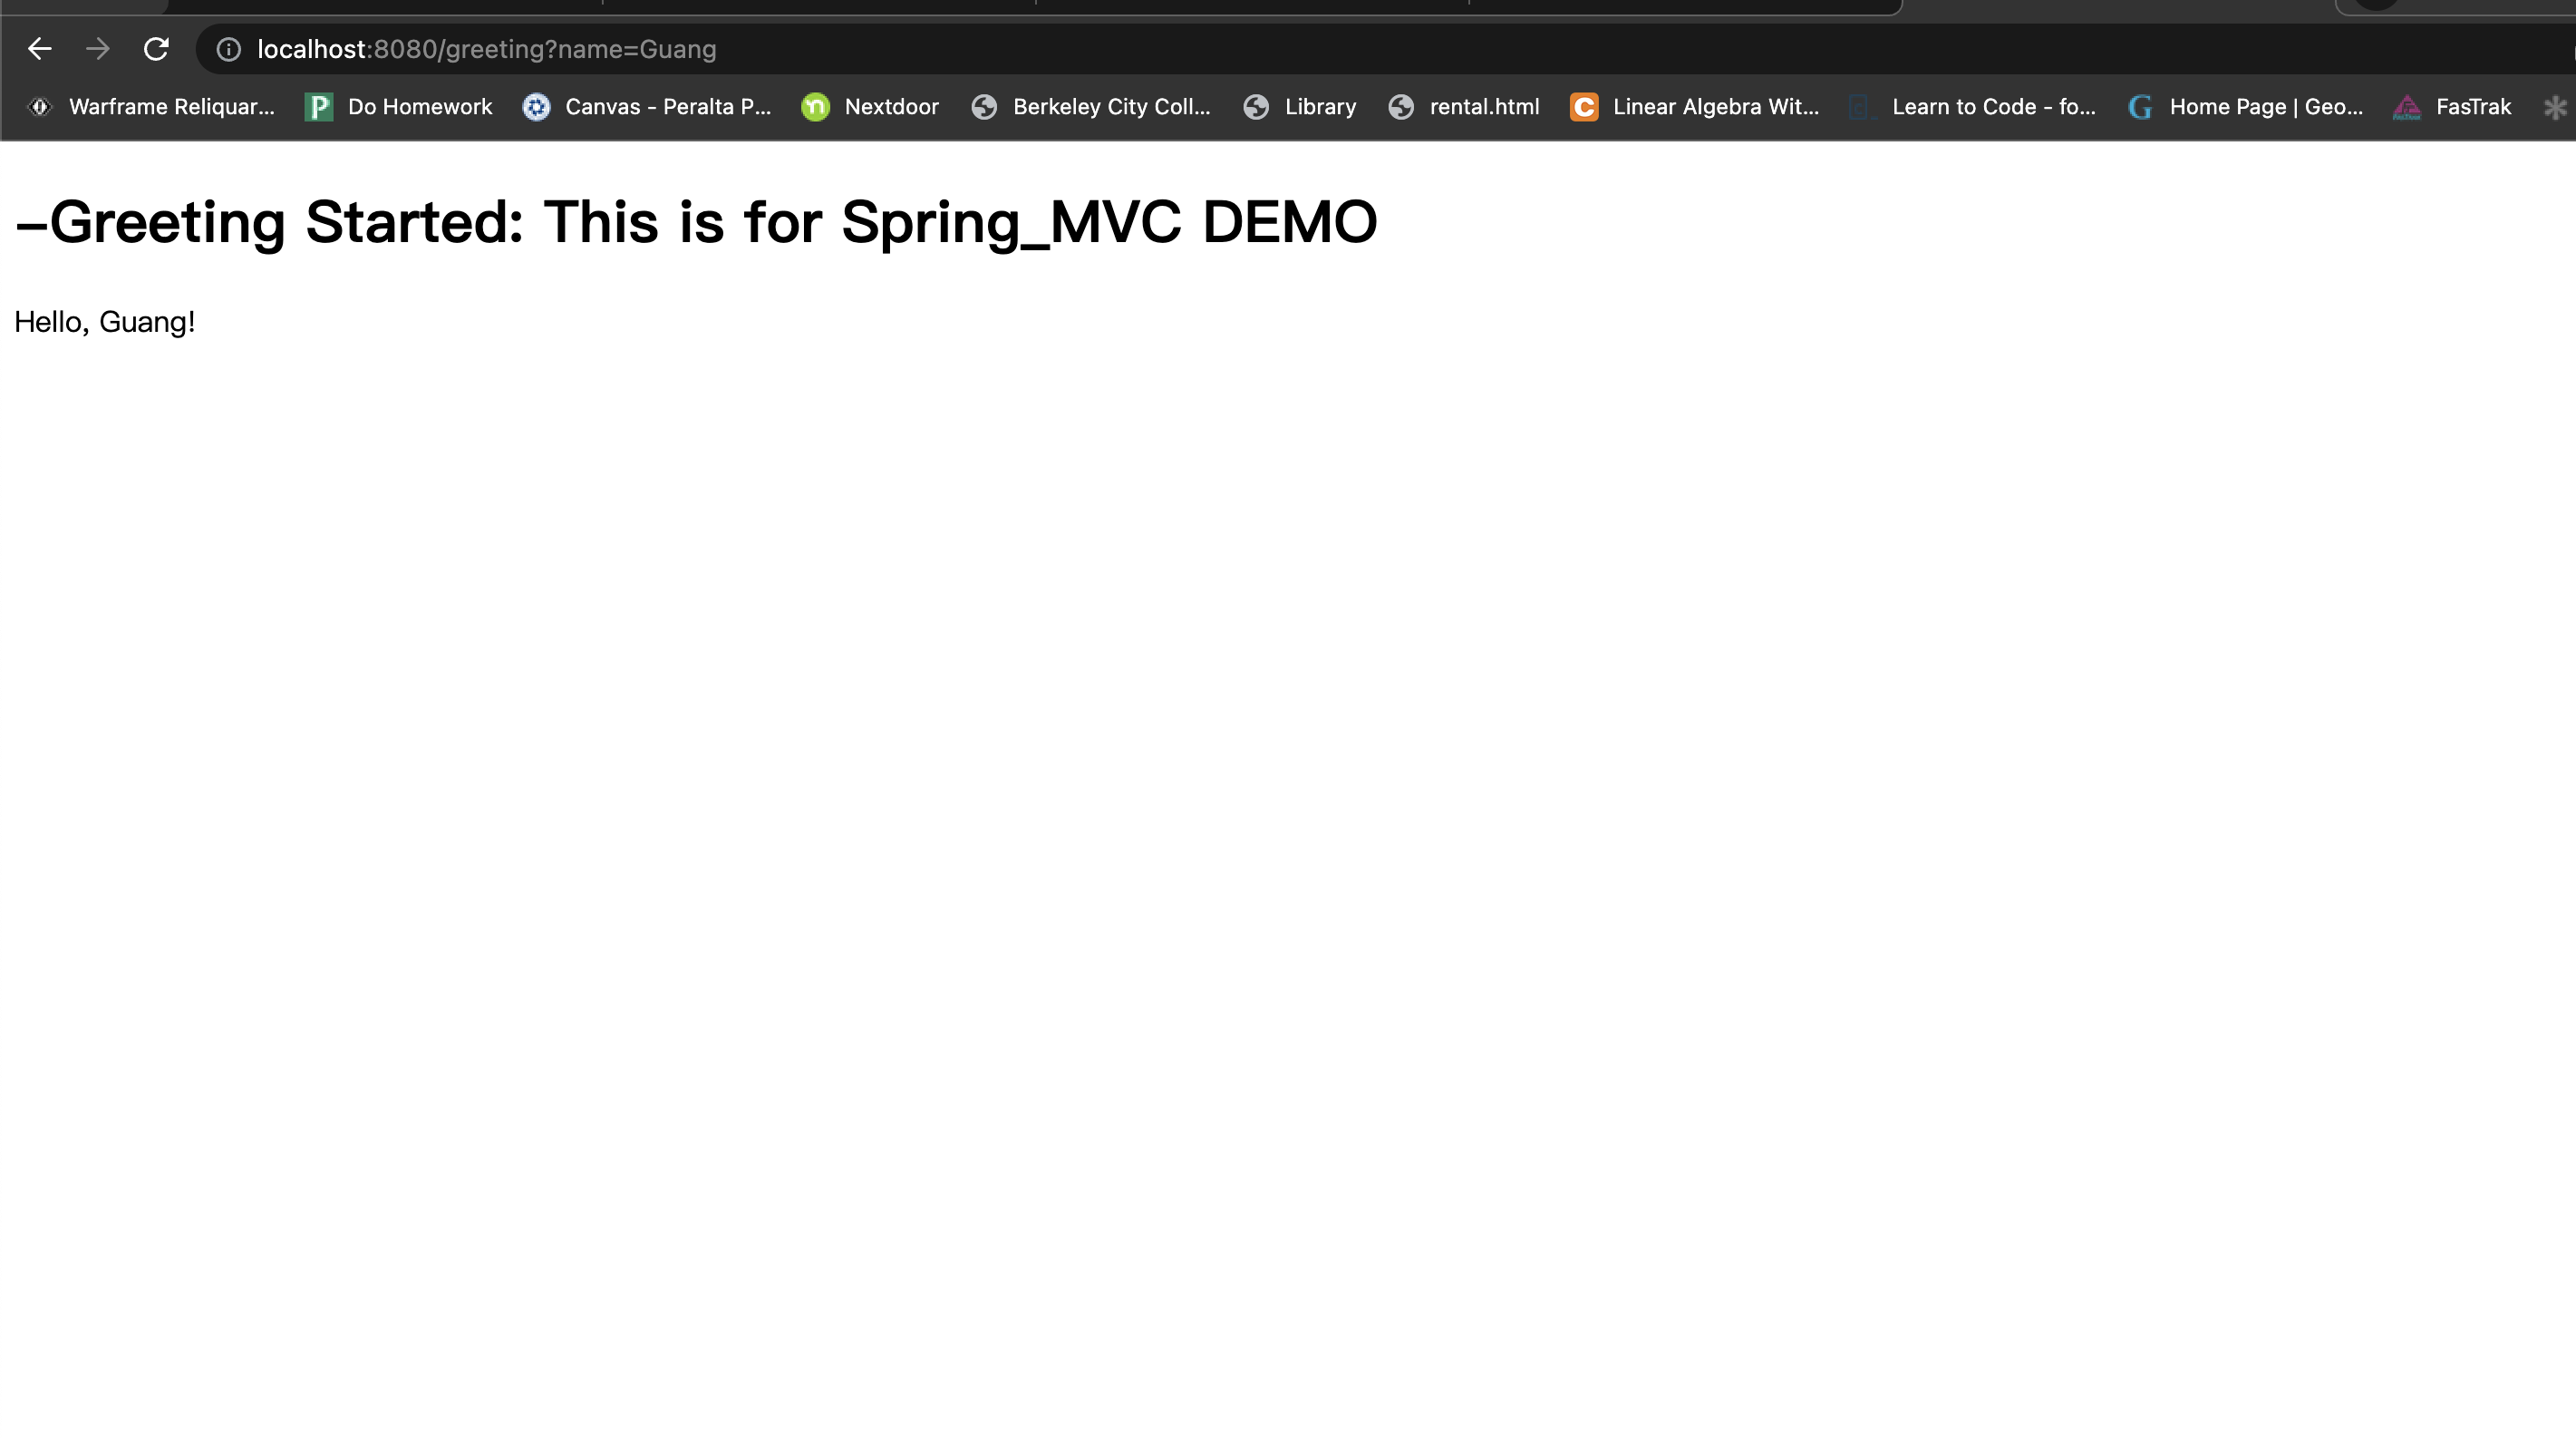 localhost:8080/greeting?name=Guang
Warframe Reliquar... Do Homework Canvas - Peralta P... Nextdoor Berkeley City Coll... Library rental.html Linear Algebra Wit... Learn to Code - fo... Home Page | Geo... FasTrak
–Greeting Started: This is for Spring_MVC DEMO
Hello, Guang!